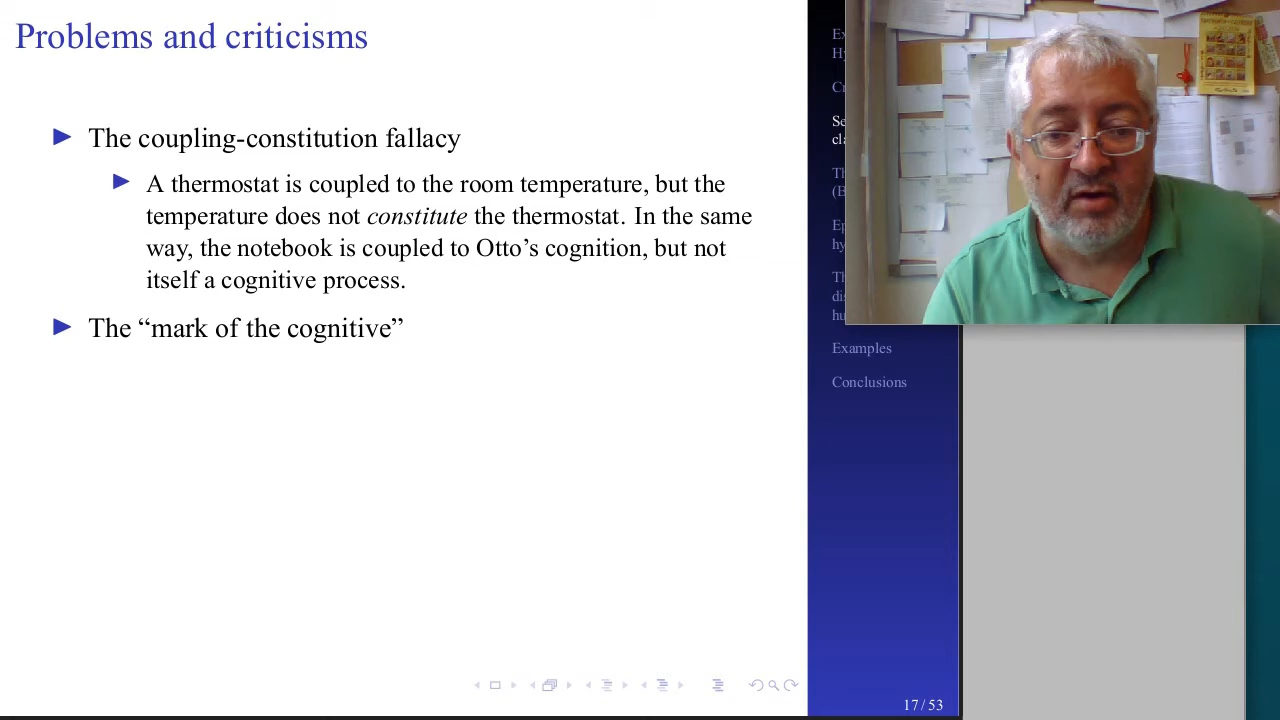 Problems and criticisms
The coupling-constitution fallacy
A thermostat is coupled to the room temperature, but the
temperature does not constitute the thermostat. In the same
way, the notebook is coupled to Otto’s cognition, but not
itself a cognitive process.
The “mark of the cognitive”
Examples
Conclusions
17 / 53